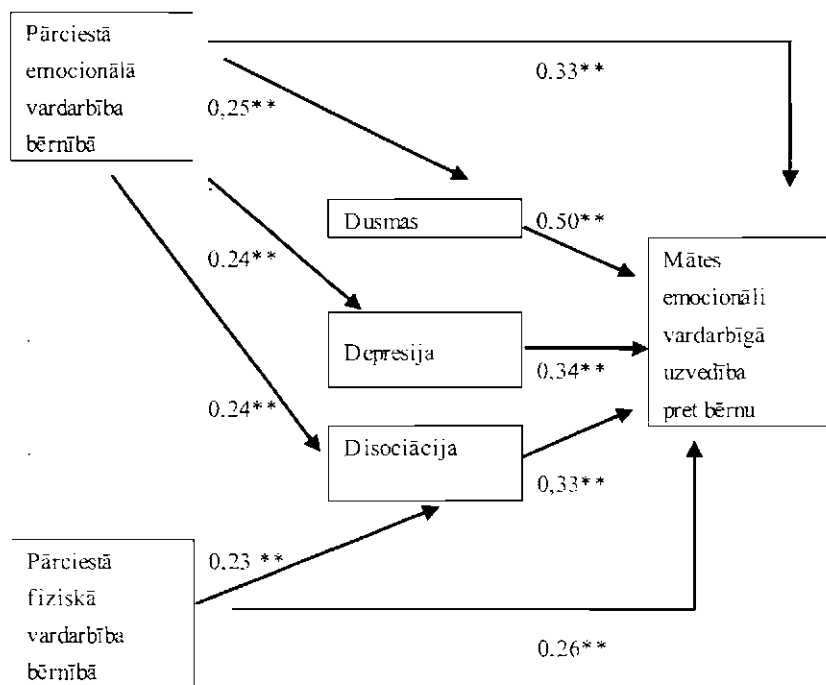 Pārciestā
emocionālā
vardarbība
bērnībā
0.33**
0,25**
Dusmas
0.50**
0.24**
Mātes
emocionāli
vardarbīgā
uzvedība
pret bērnu
Depresija
0.34**
0.24**
Disociācija
0,33**
Pārciestā
fiziskā
vardarbība
bērnībā
0.23 **
0.26**